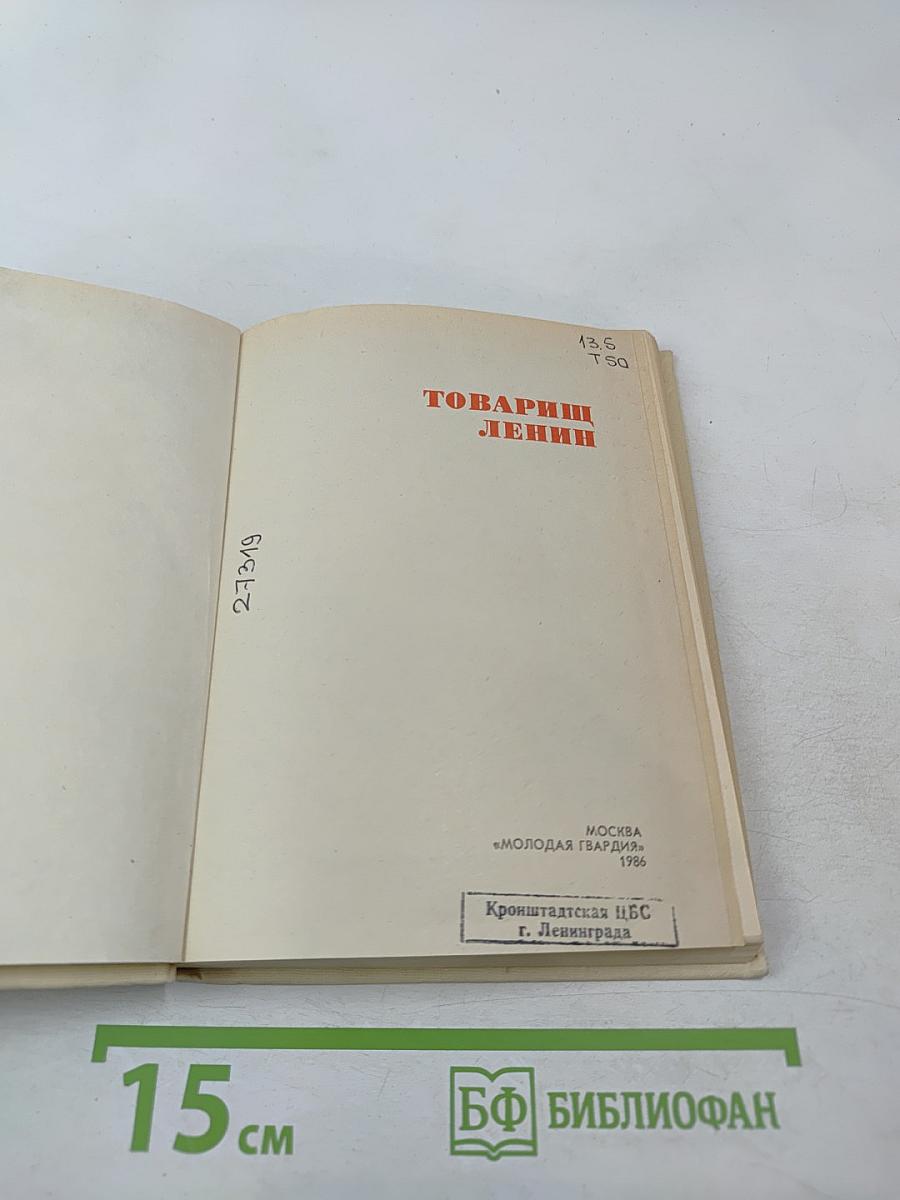 13.5
Т50
ТОВАРИЩ
ЛЕНИН
27319
МОСКВА
«МОЛОДАЯ ГВАРДИЯ»
1986
Кронштадтская ЦБС
г. Ленинграда
15 см
БФ БИБЛИОФАН